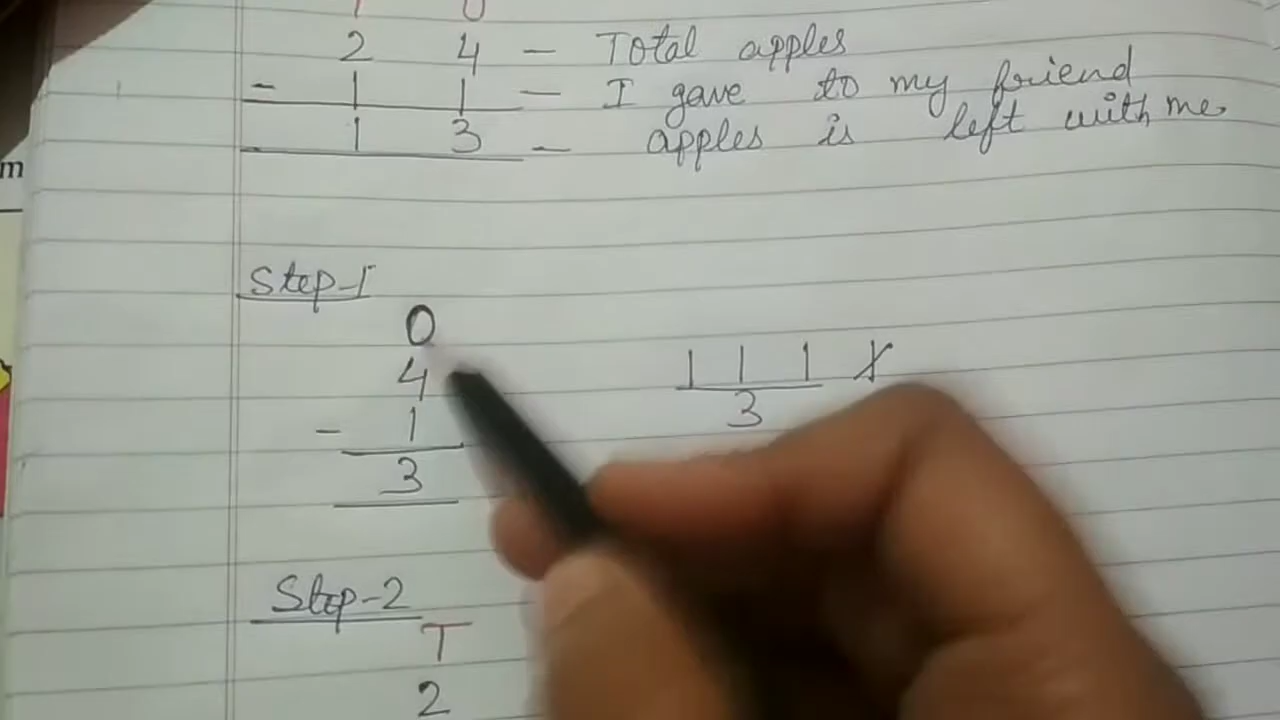 T O
2 4 - Total apples
- 1 1 - I gave to my friend
1 3 - apples is left with me.
Step-1
O
4
- 1
3
1 1 1 1
3
Step-2
T
2
m